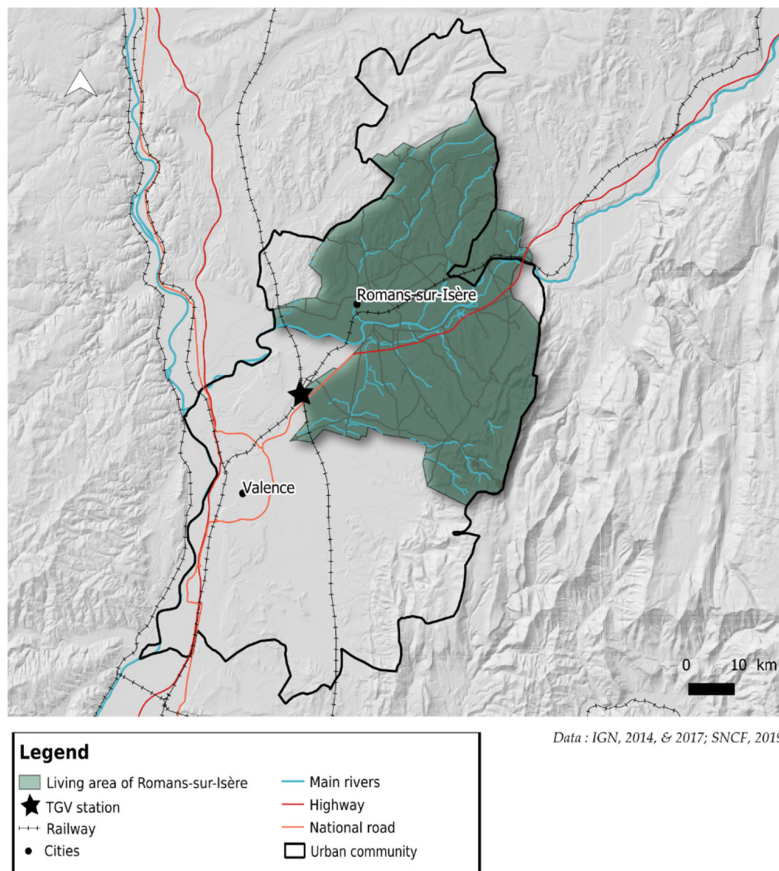 Romans-sur-Isère
Valence
0 10 km
Data : IGN, 2014, & 2017; SNCF, 2019
Legend
Living area of Romans-sur-Isère
TGV station
Railway
Cities
Main rivers
Highway
National road
Urban community